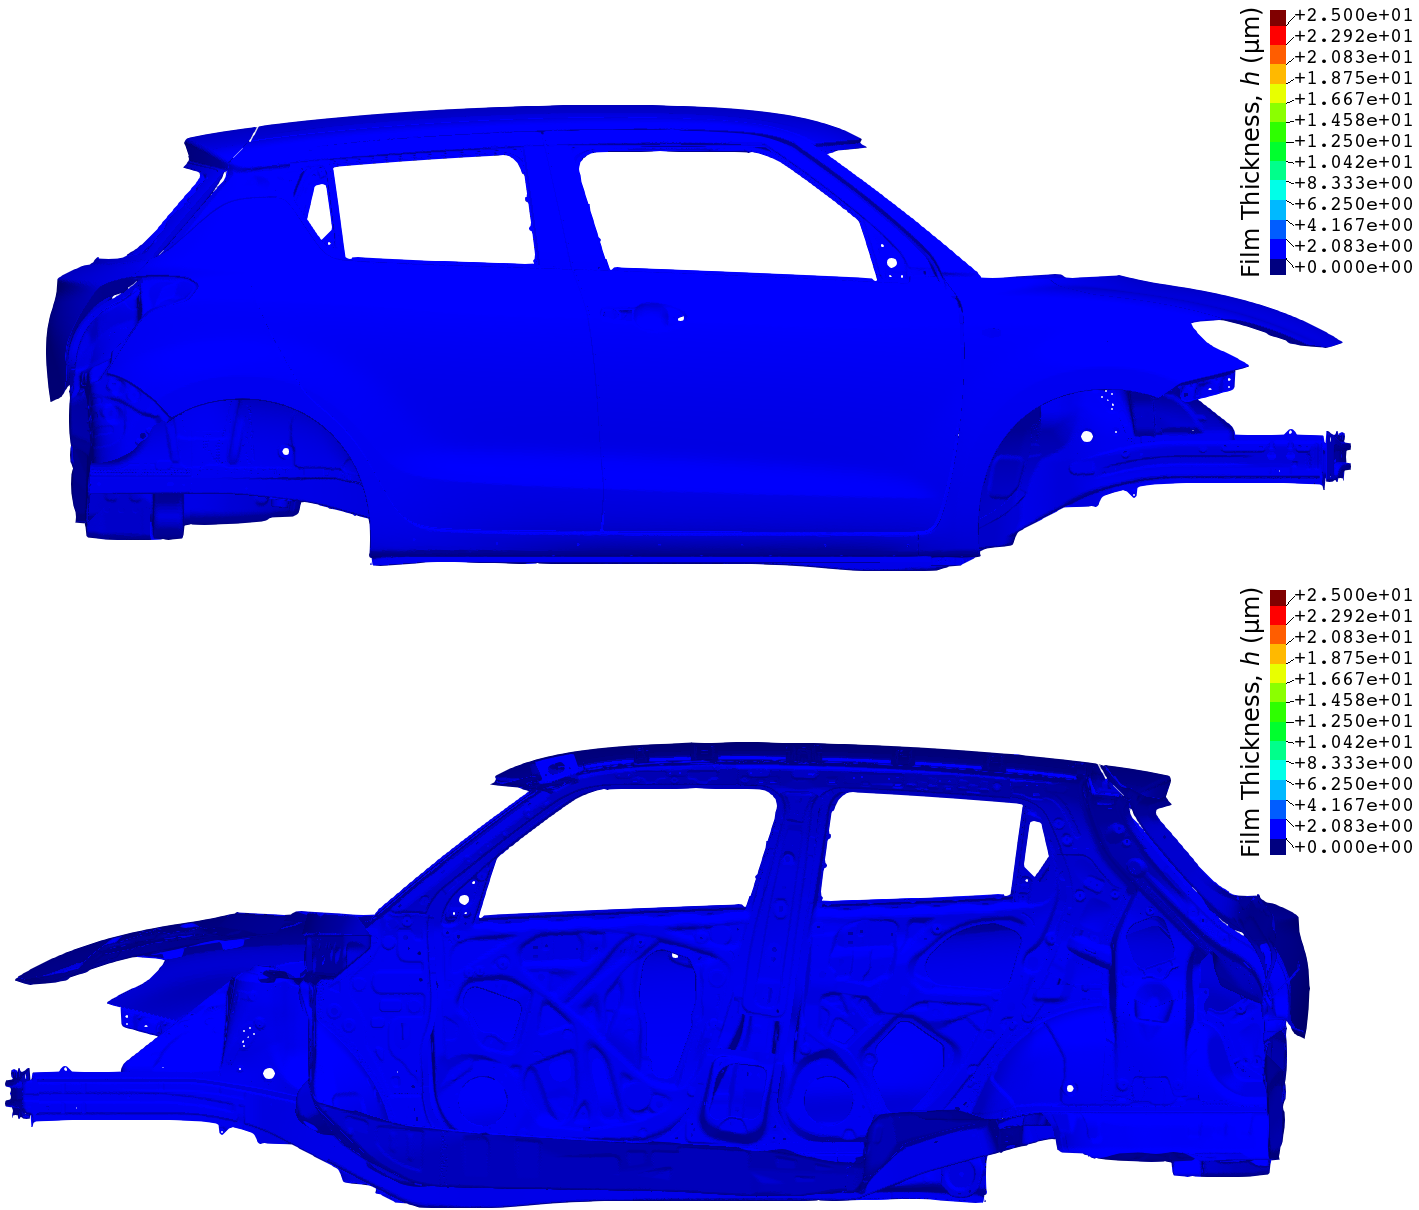 Film Thickness, h (µm)
+2.500e+01
+2.292e+01
+2.083e+01
+1.875e+01
+1.667e+01
+1.458e+01
+1.250e+01
+1.042e+01
+8.333e+00
+6.250e+00
+4.167e+00
+2.083e+00
+0.000e+00
Film Thickness, h (µm)
+2.500e+01
+2.292e+01
+2.083e+01
+1.875e+01
+1.667e+01
+1.458e+01
+1.250e+01
+1.042e+01
+8.333e+00
+6.250e+00
+4.167e+00
+2.083e+00
+0.000e+00